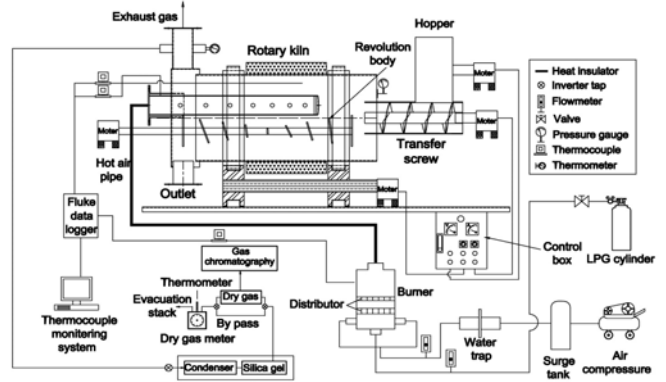 Exhaust gas
Rotary kiln
Revolution
body
Hopper
Moter
Heat insulator
Inverter tap
Flowmeter
Valve
Pressure gauge
Thermocouple
Thermometer
Moter
Moter
Hot air
pipe
Transfer
screw
Outlet
Moter
Fluke
data
logger
Gas
chromatography
Control
box
LPG cylinder
Thermometer
Burner
Evacuation
stack
Dry gas
Distributor
Thermocouple
monitering
system
By pass
Dry gas meter
Water
trap
Surge
tank
Air
compressure
Condenser
Silica gel